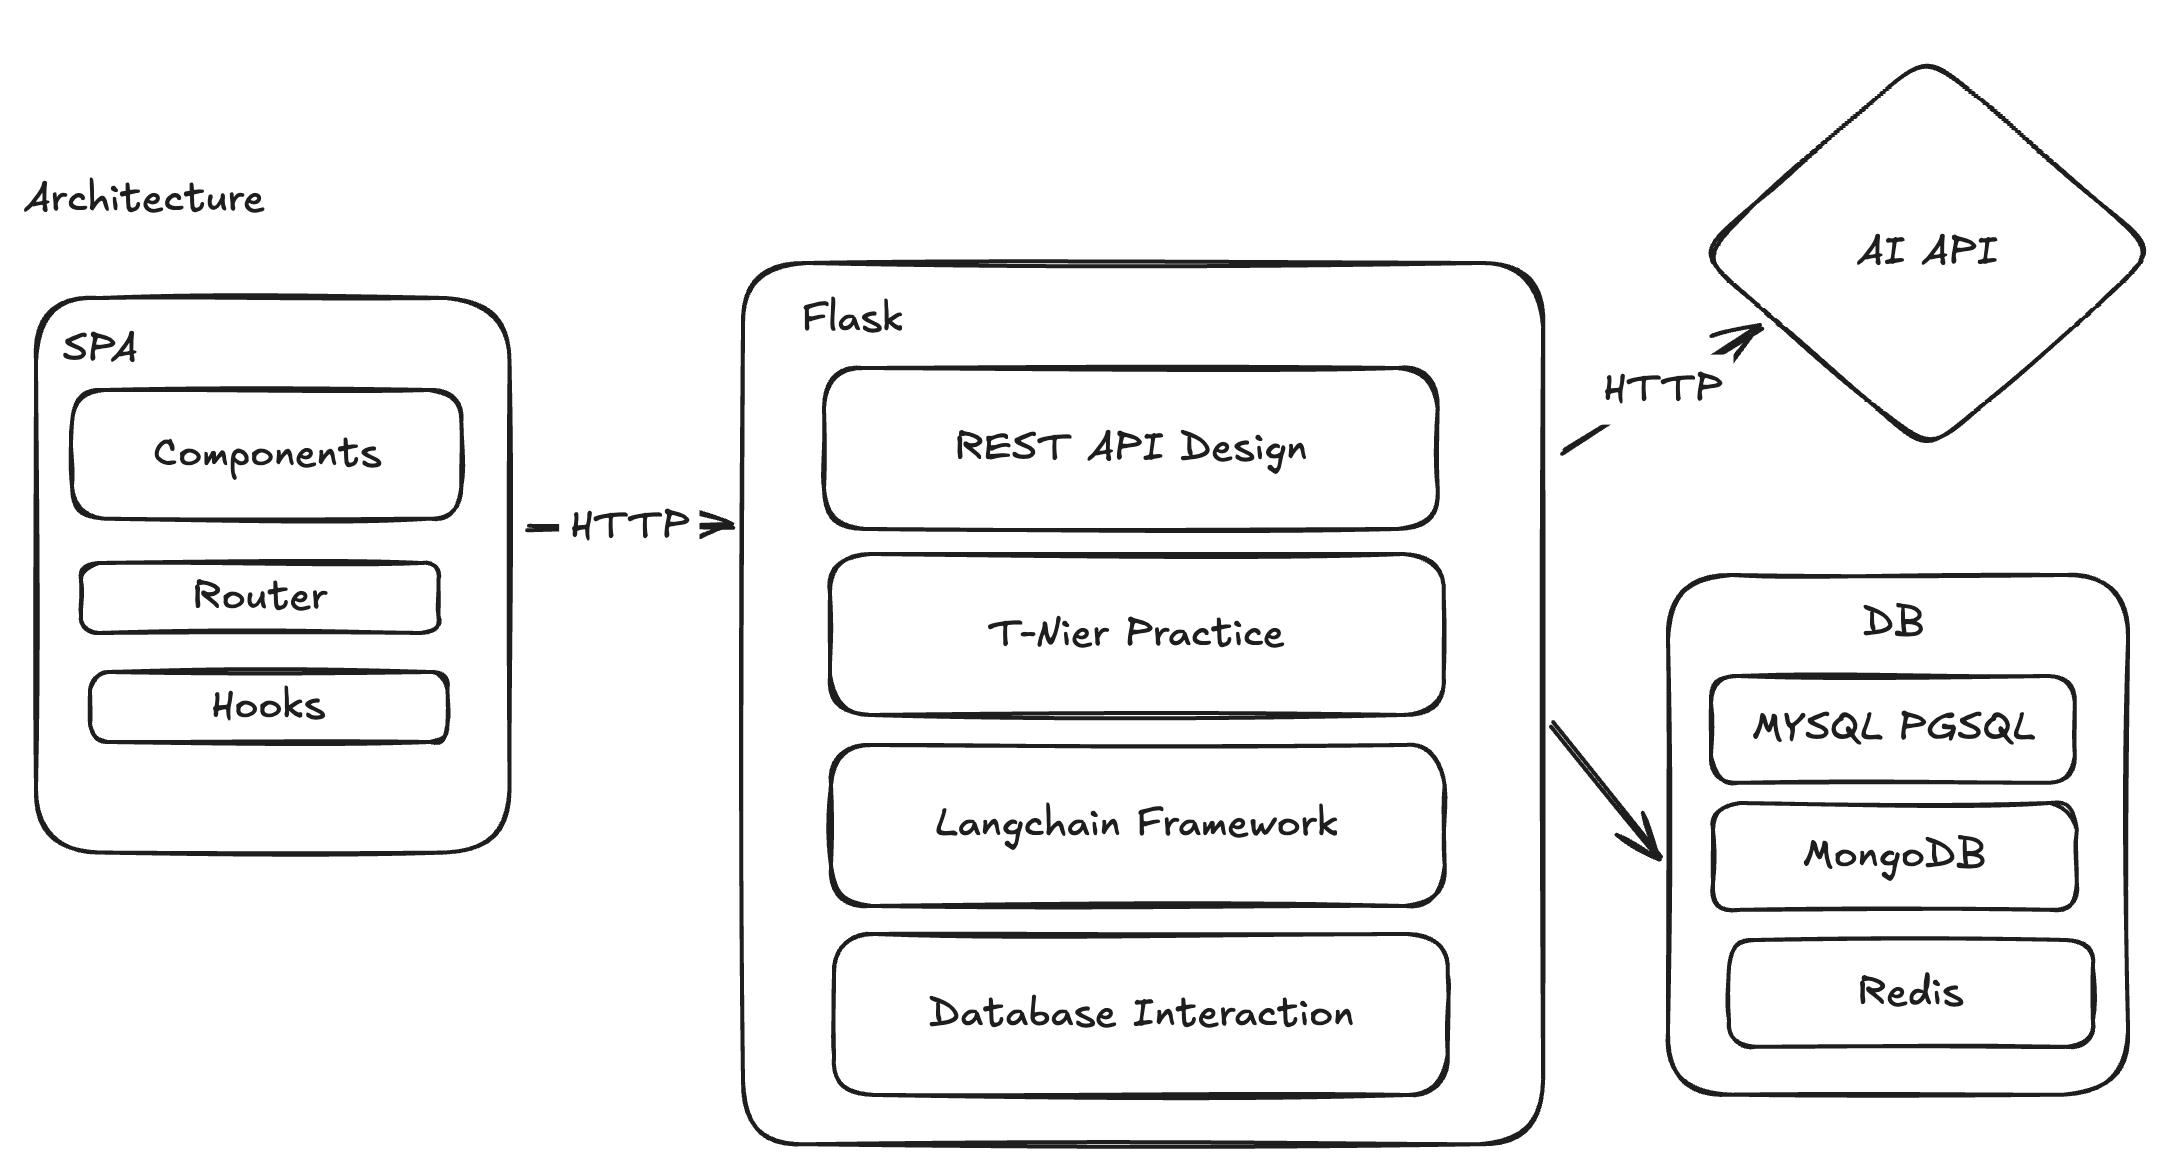 Architecture
SPA
Components
Router
Hooks
HTTP
Flask
REST API Design
T-Nier Practice
Langchain Framework
Database Interaction
HTTP
AI API
DB
MYSQL PGSQL
MongoDB
Redis